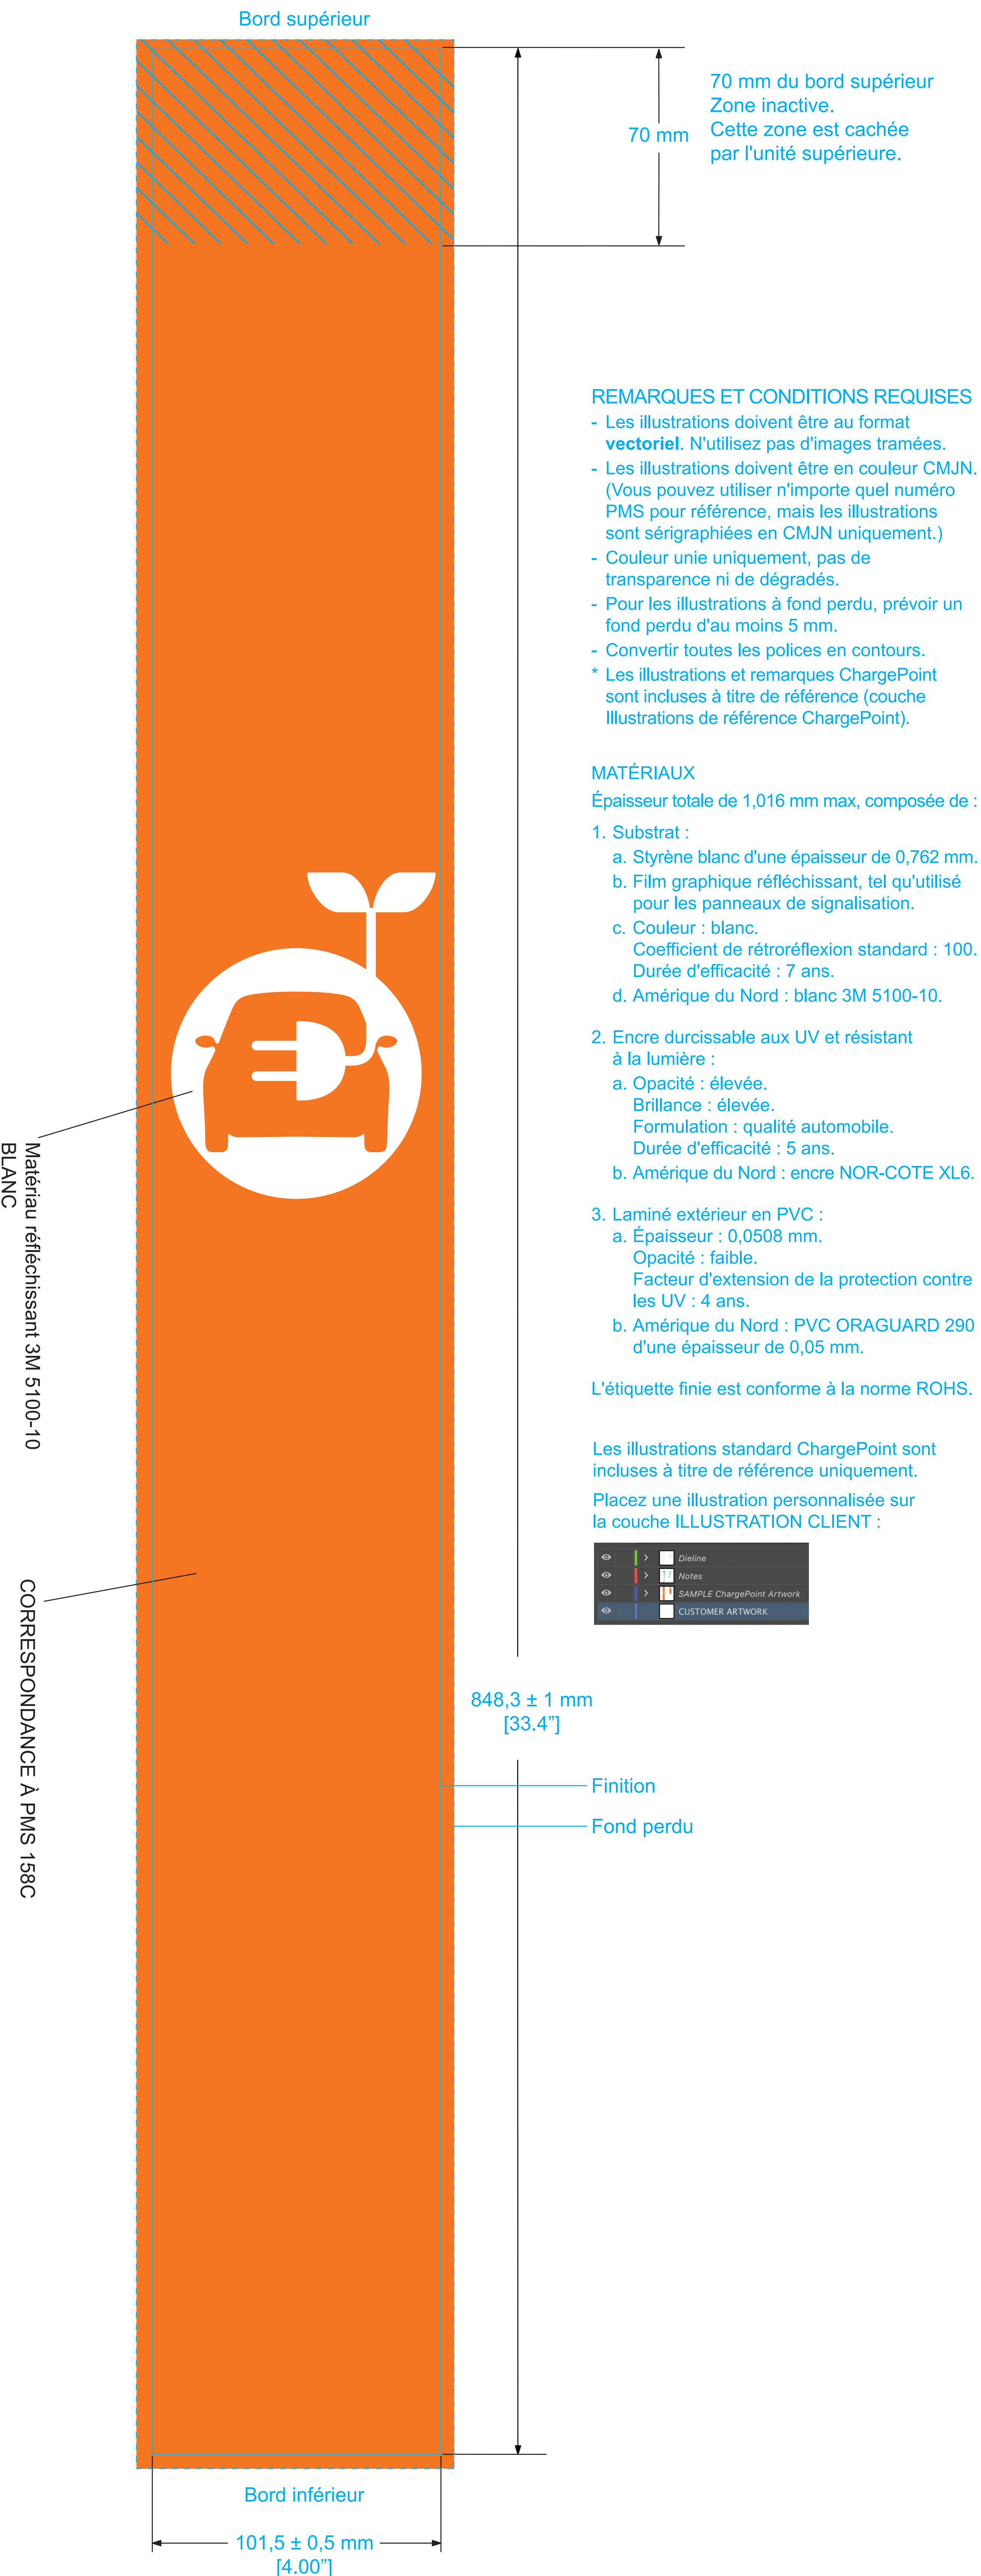 Bord supérieur
70 mm
70 mm du bord supérieur
Zone inactive.
Cette zone est cachée
par l'unité supérieure.
REMARQUES ET CONDITIONS REQUISES
- Les illustrations doivent être au format
vectoriel. N'utilisez pas d'images tramées.
- Les illustrations doivent être en couleur CMJN.
(Vous pouvez utiliser n'importe quel numéro
PMS pour référence, mais les illustrations
sont sérigraphiées en CMJN uniquement.)
- Couleur unie uniquement, pas de
transparence ni de dégradés.
- Pour les illustrations à fond perdu, prévoir un
fond perdu d'au moins 5 mm.
- Convertir toutes les polices en contours.
* Les illustrations et remarques ChargePoint
sont incluses à titre de référence (couche
Illustrations de référence ChargePoint).
MATÉRIAUX
Épaisseur totale de 1,016 mm max, composée de :
1. Substrat :
a. Styrène blanc d'une épaisseur de 0,762 mm.
b. Film graphique réfléchissant, tel qu'utilisé
pour les panneaux de signalisation.
c. Couleur : blanc.
Coefficient de rétroréflexion standard : 100.
Durée d'efficacité : 7 ans.
d. Amérique du Nord : blanc 3M 5100-10.
2. Encre durcissable aux UV et résistant
à la lumière :
a. Opacité : élevée.
Brillance : élevée.
Formulation : qualité automobile.
Durée d'efficacité : 5 ans.
b. Amérique du Nord : encre NOR-COTE XL6.
3. Laminé extérieur en PVC :
a. Épaisseur : 0,0508 mm.
Opacité : faible.
Facteur d'extension de la protection contre
les UV : 4 ans.
b. Amérique du Nord : PVC ORAGUARD 290
d'une épaisseur de 0,05 mm.
L'étiquette finie est conforme à la norme ROHS.
Les illustrations standard ChargePoint sont
incluses à titre de référence uniquement.
Placez une illustration personnalisée sur
la couche ILLUSTRATION CLIENT :
Dieline
Notes
SAMPLE ChargePoint Artwork
CUSTOMER ARTWORK
Matériau réfléchissant 3M 5100-10
BLANC
CORRESPONDANCE À PMS 158C
848,3 ± 1 mm
[33.4”]
Finition
Fond perdu
Bord inférieur
101,5 ± 0,5 mm
[4.00”]